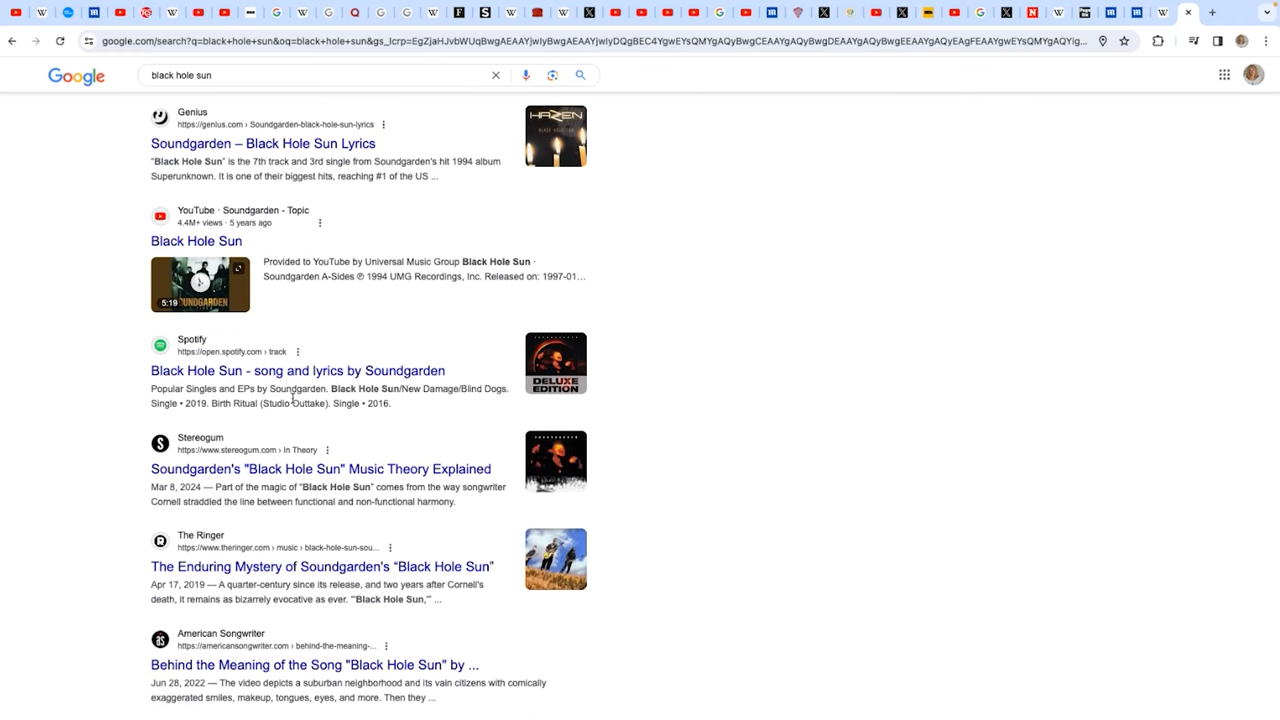 google.com/search?q=black+hole+sun&oq=black+hole+sun&gs_lcrp=EgZjaHJvbWUqBwgAEAAYjwIyBwgAEAAYjwIyDQgBEC4YgwEYsQMYgAQyBwgCEAAYgAQyBwgDEAAYgAQyBwgEEAAYgAQyBwgEEAAYgAQyEAgFEAAYgwEYsQMYgAQYig...
Google
black hole sun
Genius
https://genius.com › Soundgarden-black-hole-sun-lyrics
Soundgarden – Black Hole Sun Lyrics
"Black Hole Sun" is the 7th track and 3rd single from Soundgarden's hit 1994 album
Superunknown. It is one of their biggest hits, reaching #1 of the US ...
HAZEN
BLACK HOLE SUN
YouTube · Soundgarden - Topic
4.4M+ views · 5 years ago
Black Hole Sun
5:19
Provided to YouTube by Universal Music Group Black Hole Sun ·
Soundgarden A-Sides ℗ 1994 UMG Recordings, Inc. Released on: 1997-01...
Spotify
https://open.spotify.com › track
Black Hole Sun - song and lyrics by Soundgarden
Popular Singles and EPs by Soundgarden. Black Hole Sun/New Damage/Blind Dogs.
Single • 2019. Birth Ritual (Studio Outtake). Single • 2016.
DELUXE
EDITION
Stereogum
https://www.stereogum.com › In Theory
Soundgarden's "Black Hole Sun" Music Theory Explained
Mar 8, 2024 — Part of the magic of "Black Hole Sun" comes from the way songwriter
Cornell straddled the line between functional and non-functional harmony.
The Ringer
https://www.theringer.com › music › black-hole-sun-sou...
The Enduring Mystery of Soundgarden's “Black Hole Sun”
Apr 17, 2019 — A quarter-century since its release, and two years after Cornell's
death, it remains as bizarrely evocative as ever. "'Black Hole Sun,'" ...
American Songwriter
https://americansongwriter.com › behind-the-meaning-...
Behind the Meaning of the Song "Black Hole Sun" by ...
Jun 28, 2022 — The video depicts a suburban neighborhood and its vain citizens with comically
exaggerated smiles, makeup, tongues, eyes, and more. Then they ...